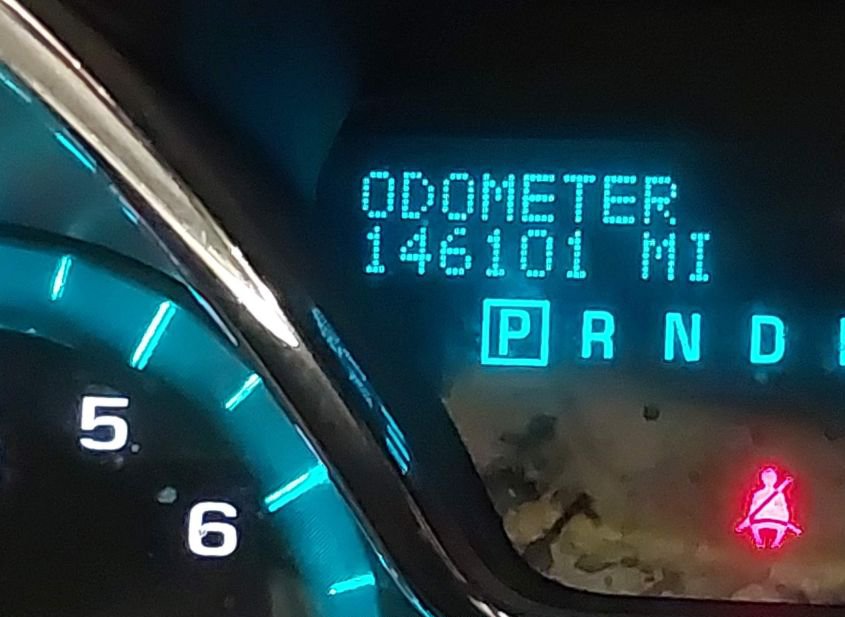 ODOMETER
146101 MI
P R N D
5
6